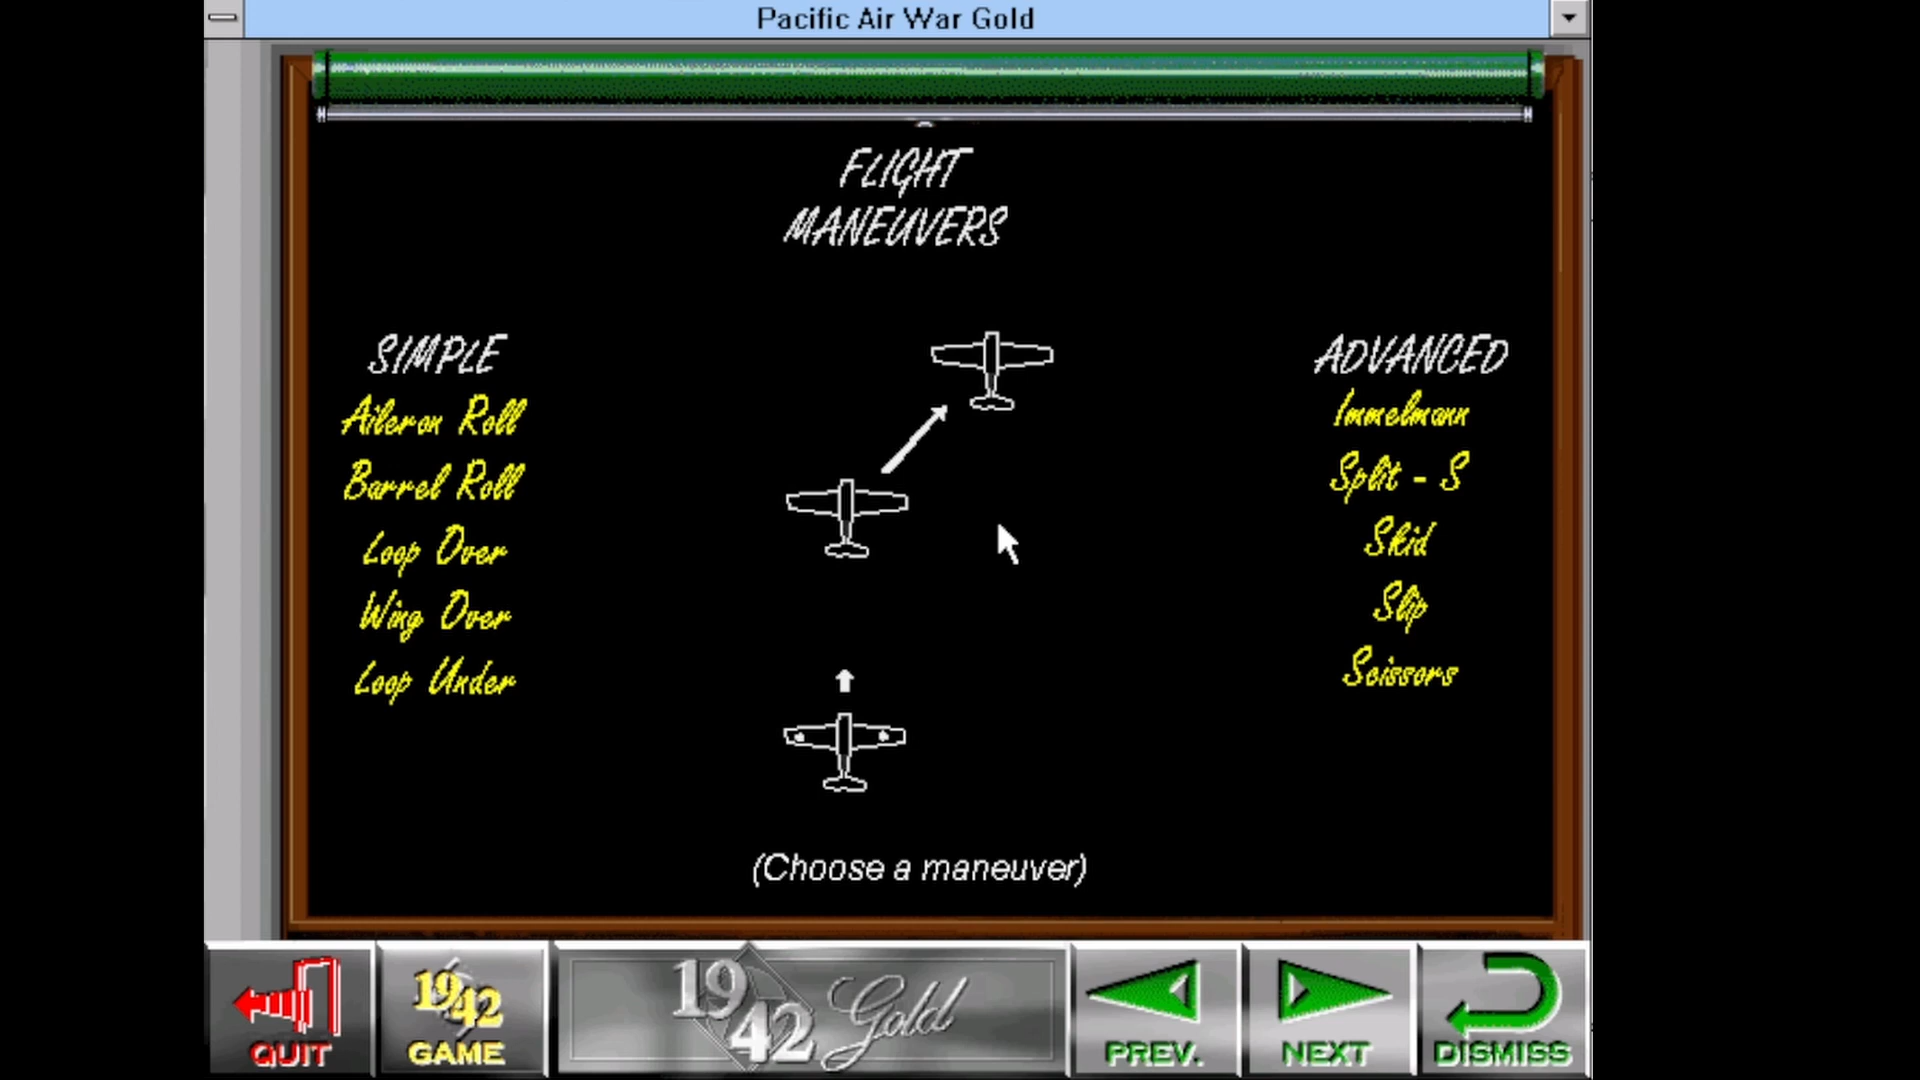 Pacific Air War Gold
FLIGHT
MANEUVERS
SIMPLE
Aileron Roll
Barrel Roll
Loop Over
Wing Over
Loop Under
ADVANCED
Immelmann
Split - S
Skid
Slip
Scissors
(Choose a maneuver)
QUIT
1942
GAME
1942 Gold
PREV.
NEXT
DISMISS